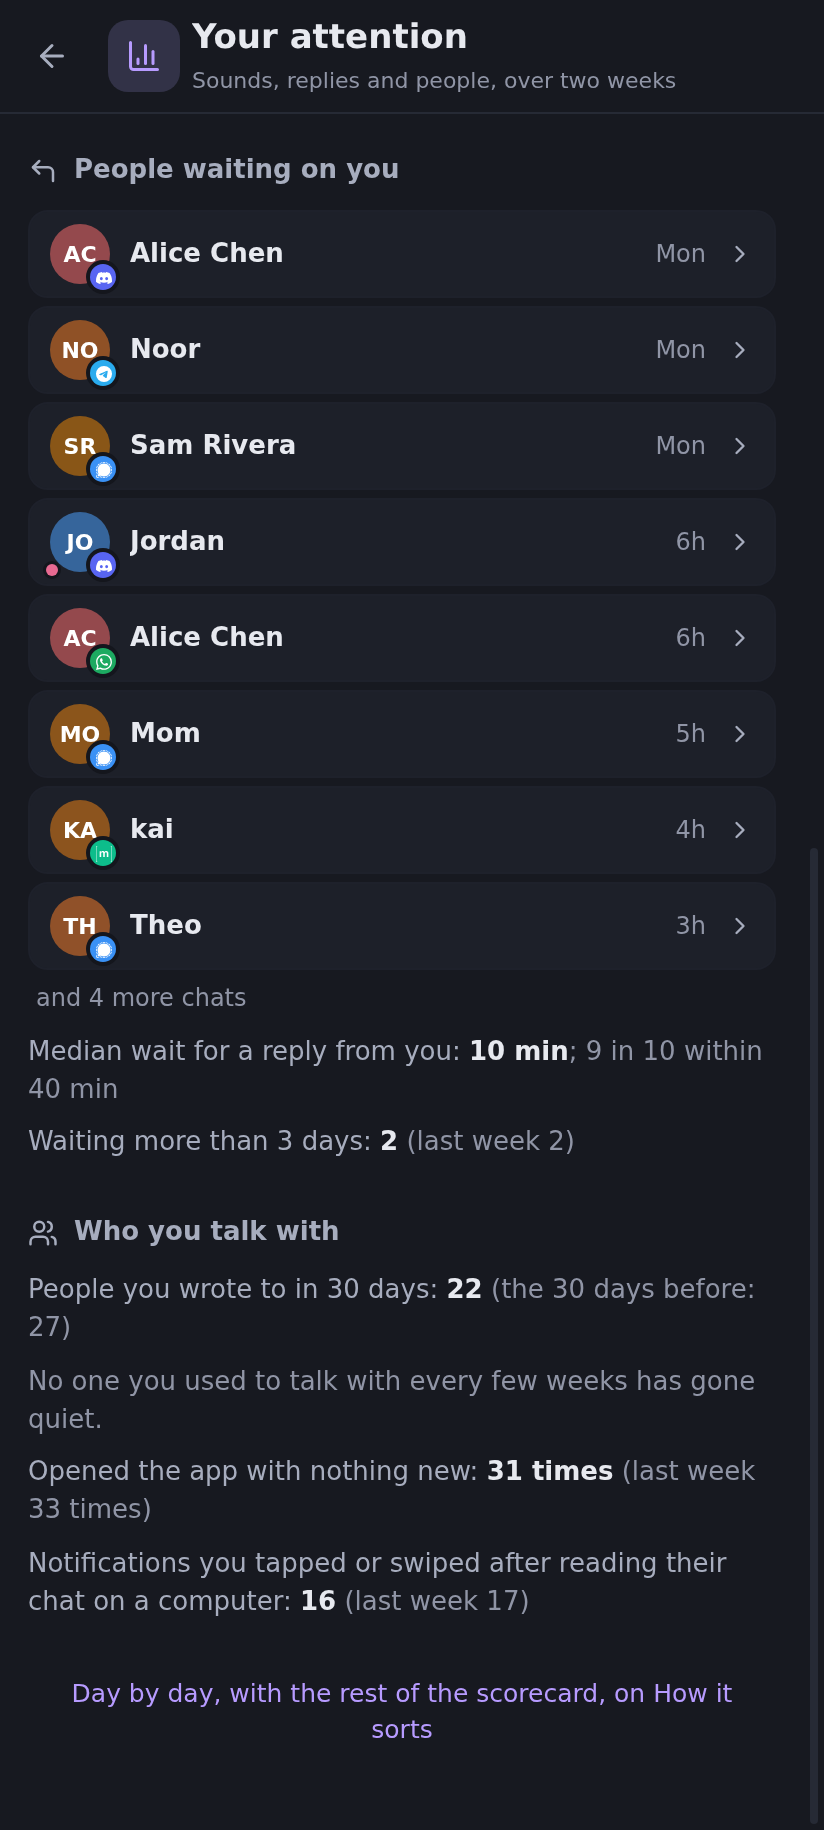 Your attention
Sounds, replies and people, over two weeks
People waiting on you
AC
Alice Chen
Mon
NO
Noor
Mon
SR
Sam Rivera
Mon
JO
Jordan
6h
AC
Alice Chen
6h
MO
Mom
5h
KA
m
kai
4h
TH
Theo
3h
and 4 more chats
Median wait for a reply from you: 10 min; 9 in 10 within
40 min
Waiting more than 3 days: 2 (last week 2)
Who you talk with
People you wrote to in 30 days: 22 (the 30 days before:
27)
No one you used to talk with every few weeks has gone
quiet.
Opened the app with nothing new: 31 times (last week
33 times)
Notifications you tapped or swiped after reading their
chat on a computer: 16 (last week 17)
Day by day, with the rest of the scorecard, on How it
sorts